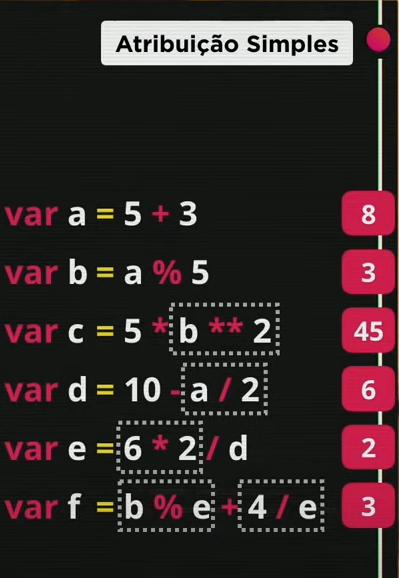 Atribuição Simples
var a = 5 + 3 8
var b = a % 5 3
var c = 5 * b ** 2 45
var d = 10 - a / 2 6
var e = 6 * 2 / d 2
var f = b % e + 4 / e 3